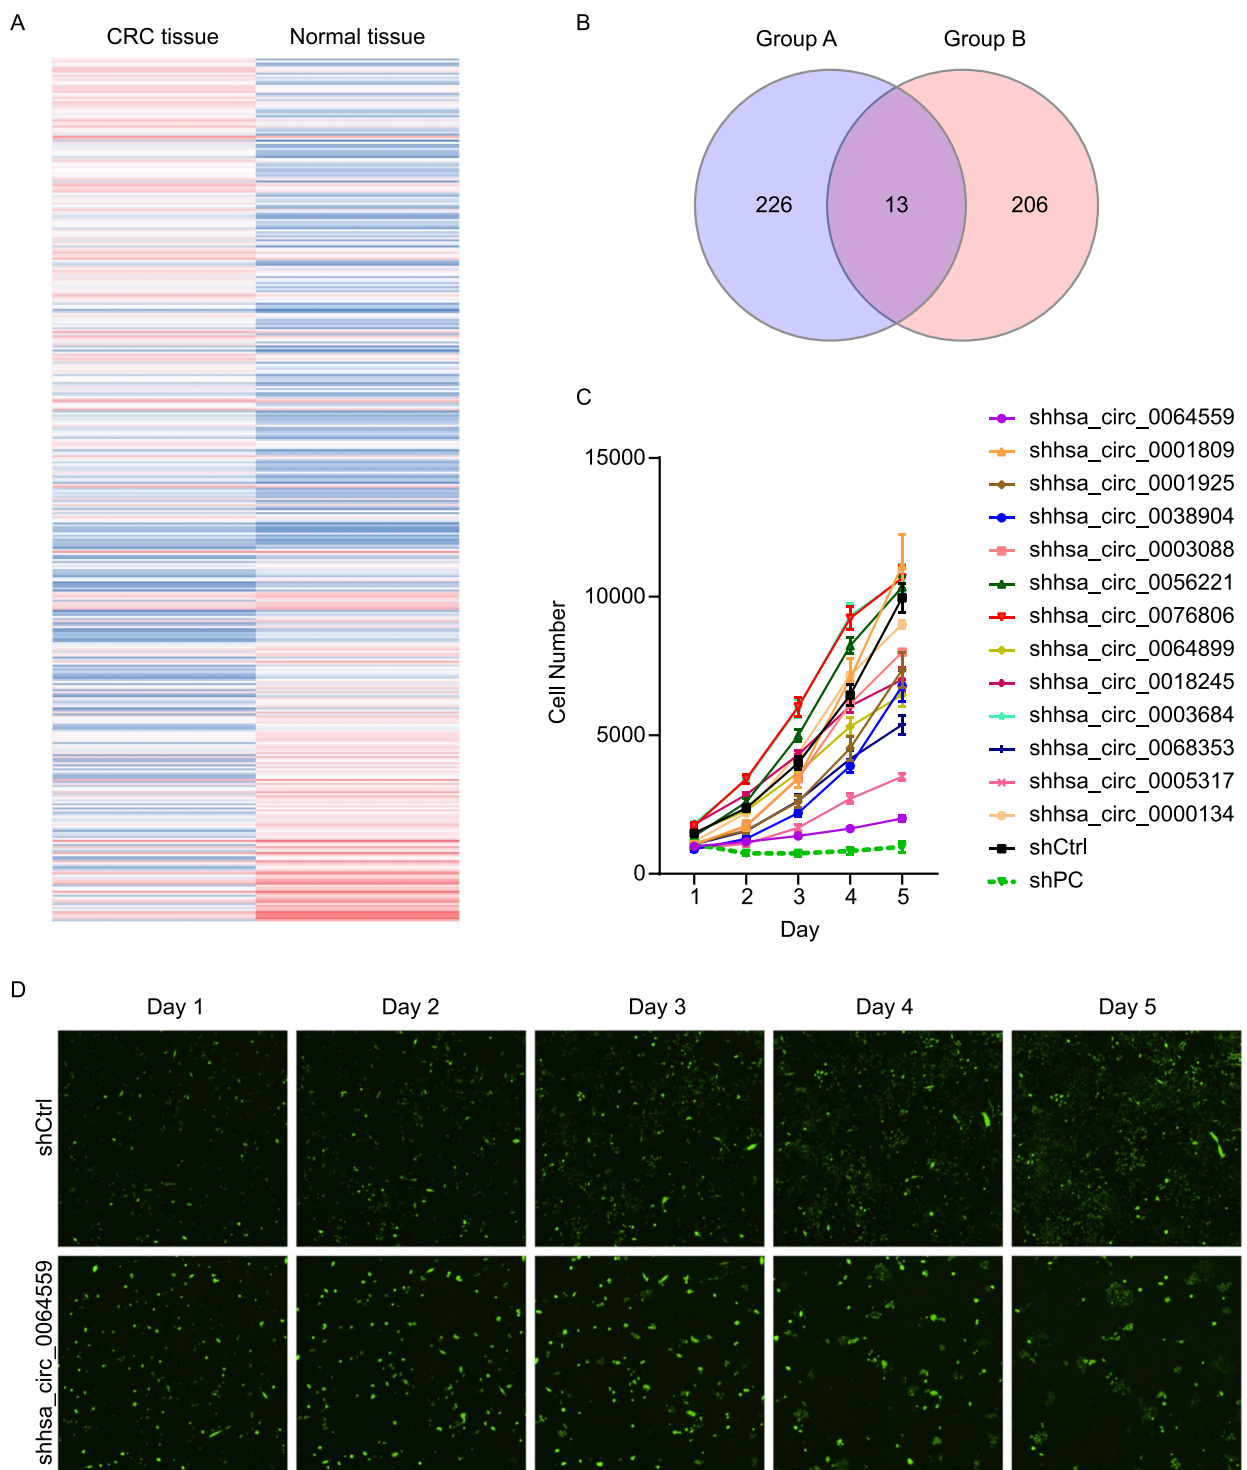 A
CRC tissue
Normal tissue
B
Group A
Group B
226
13
206
C
15000
10000
5000
0
Cell Number
1
2
3
4
5
Day
shhsa_circ_0064559
shhsa_circ_0001809
shhsa_circ_0001925
shhsa_circ_0038904
shhsa_circ_0003088
shhsa_circ_0056221
shhsa_circ_0076806
shhsa_circ_0064899
shhsa_circ_0018245
shhsa_circ_0003684
shhsa_circ_0068353
shhsa_circ_0005317
shhsa_circ_0000134
shCtrl
shPC
D
Day 1
Day 2
Day 3
Day 4
Day 5
shCtrl
shhsa_circ_0064559